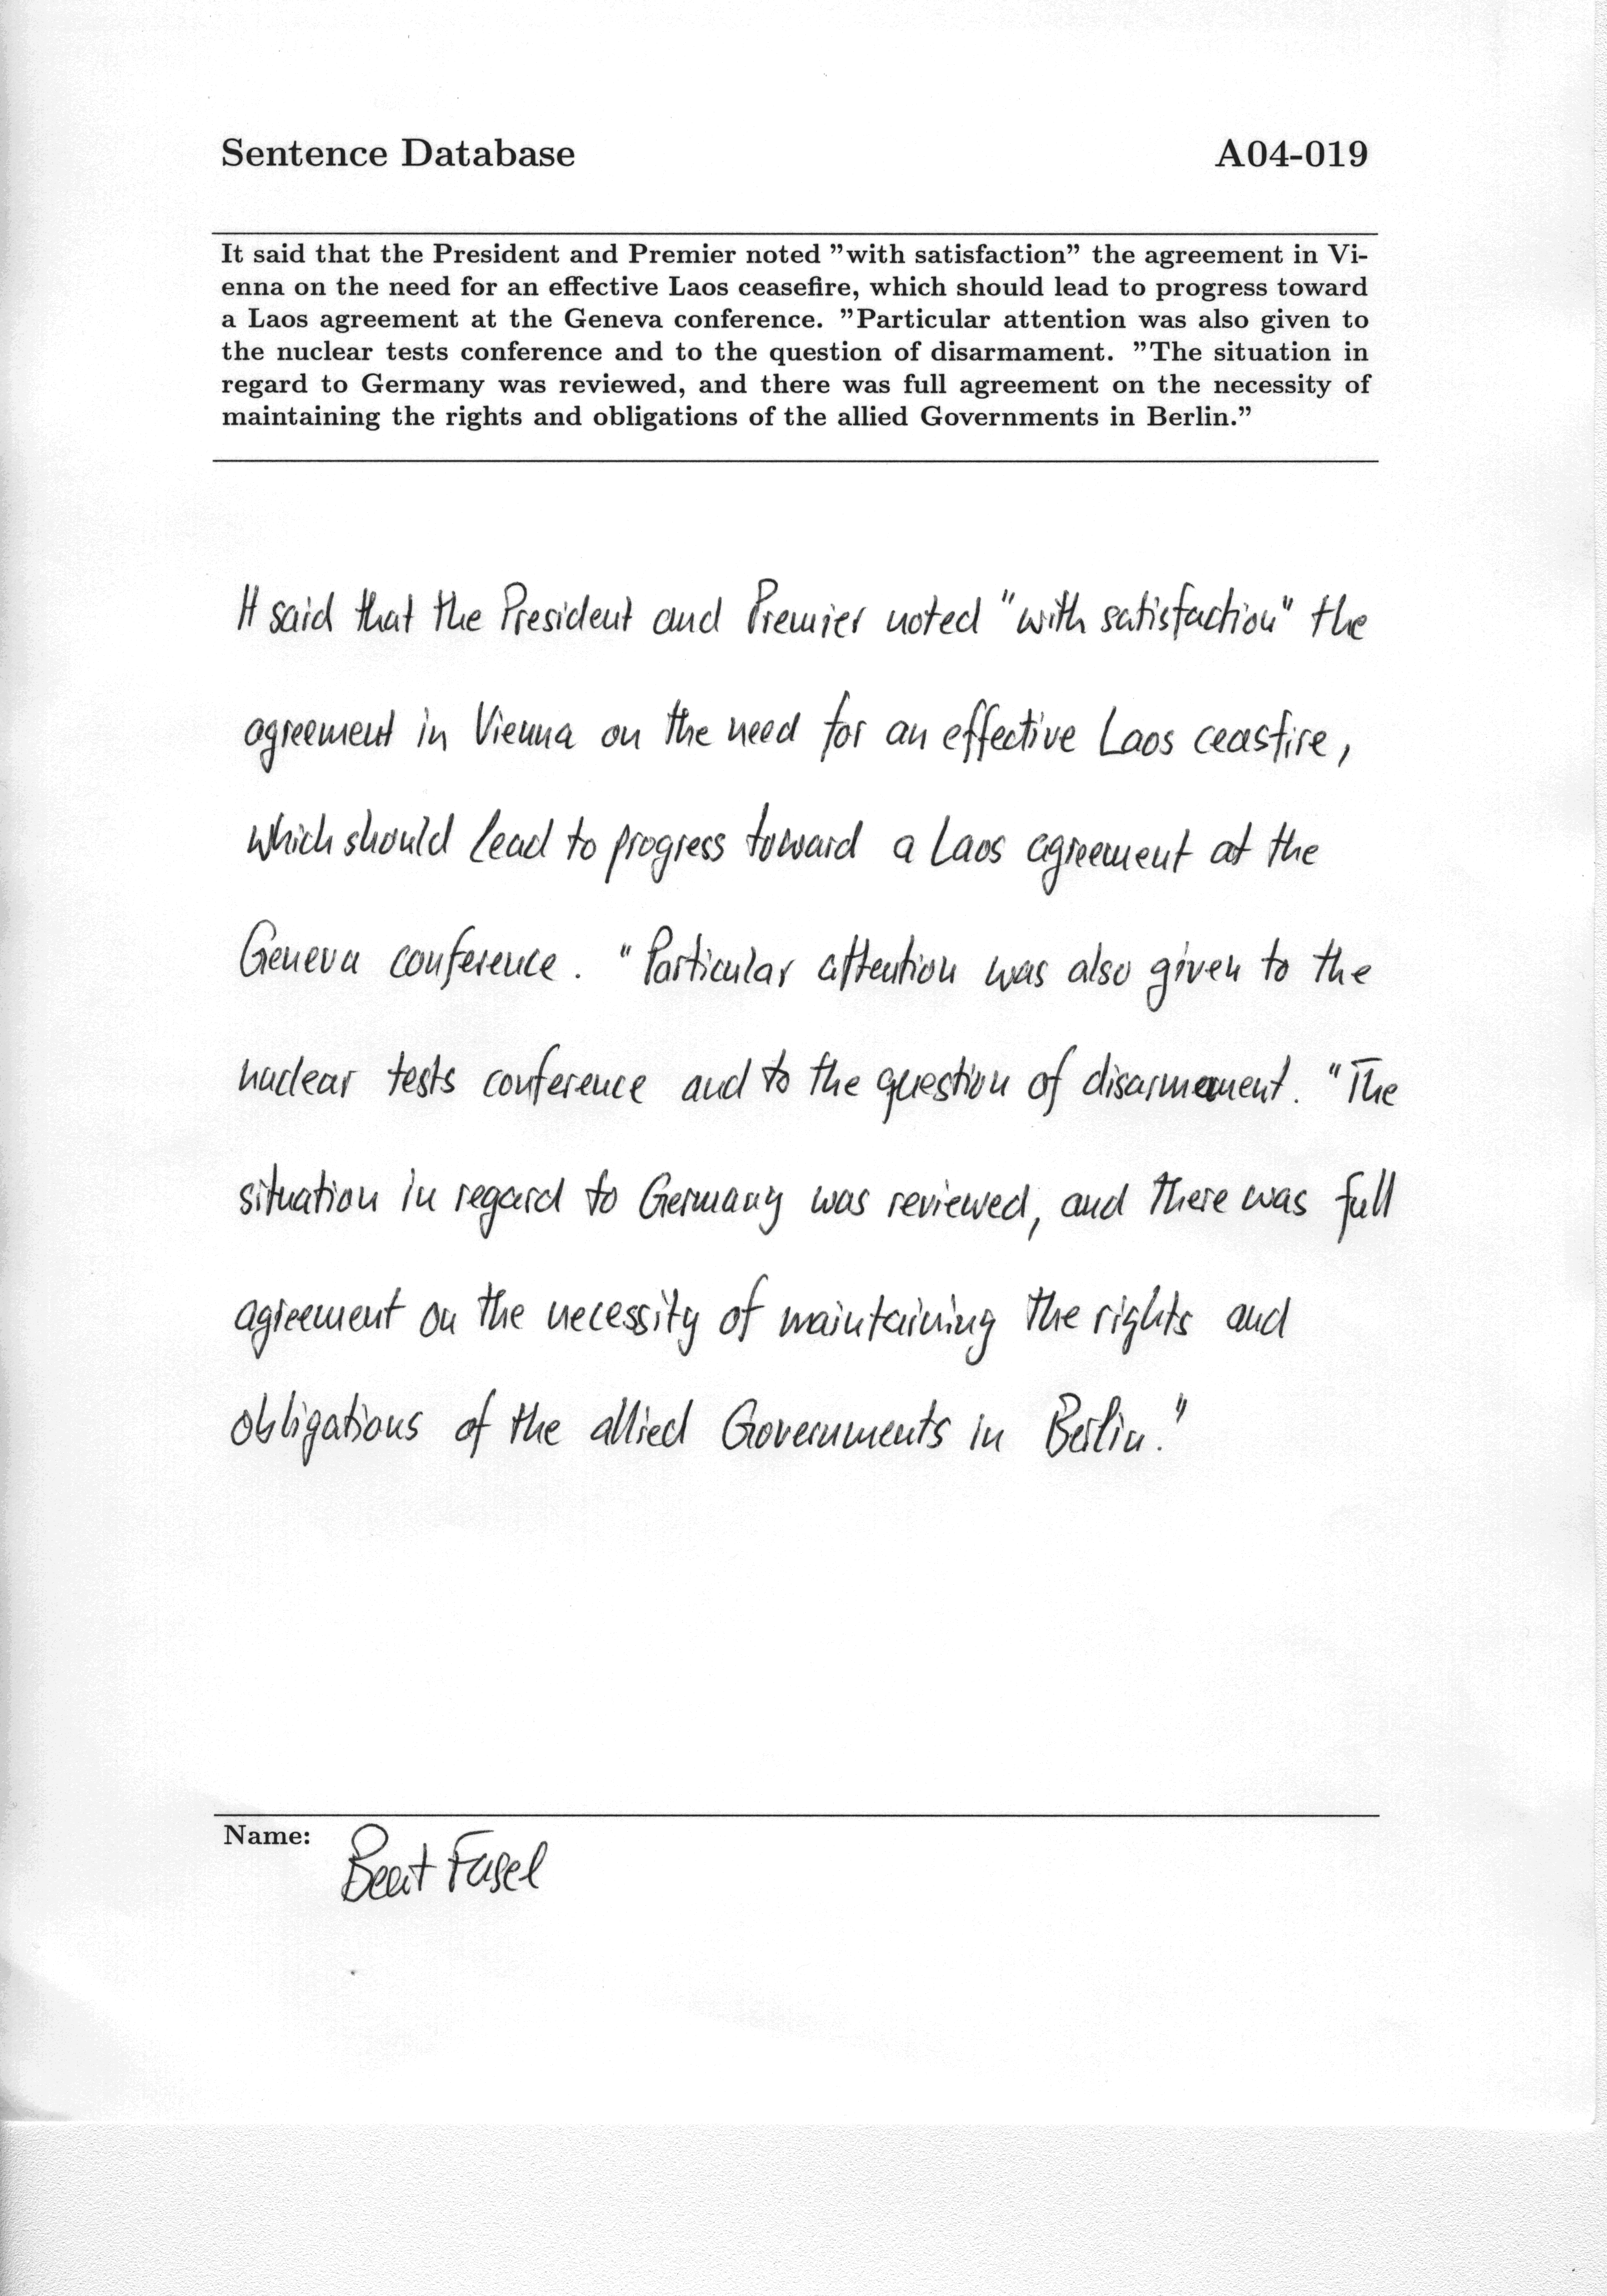 Sentence Database A04-019
It said that the President and Premier noted ”with satisfaction” the agreement in Vi-
enna on the need for an effective Laos ceasefire, which should lead to progress toward
a Laos agreement at the Geneva conference. ”Particular attention was also given to
the nuclear tests conference and to the question of disarmament. ”The situation in
regard to Germany was reviewed, and there was full agreement on the necessity of
maintaining the rights and obligations of the allied Governments in Berlin.”
It said that the President and Premier noted "with satisfaction" the
agreement in Vienna on the need for an effective Laos ceasfire,
which should lead to progress toward a Laos agreement at the
Geneva conference. "Particular attention was also given to the
nuclear tests conference and to the question of disarmament. "The
situation in regard to Germany was reviewed, and there was full
agreement on the necessity of maintaining the rights and
obligations of the allied Governments in Berlin."
Name: Beat Fasel